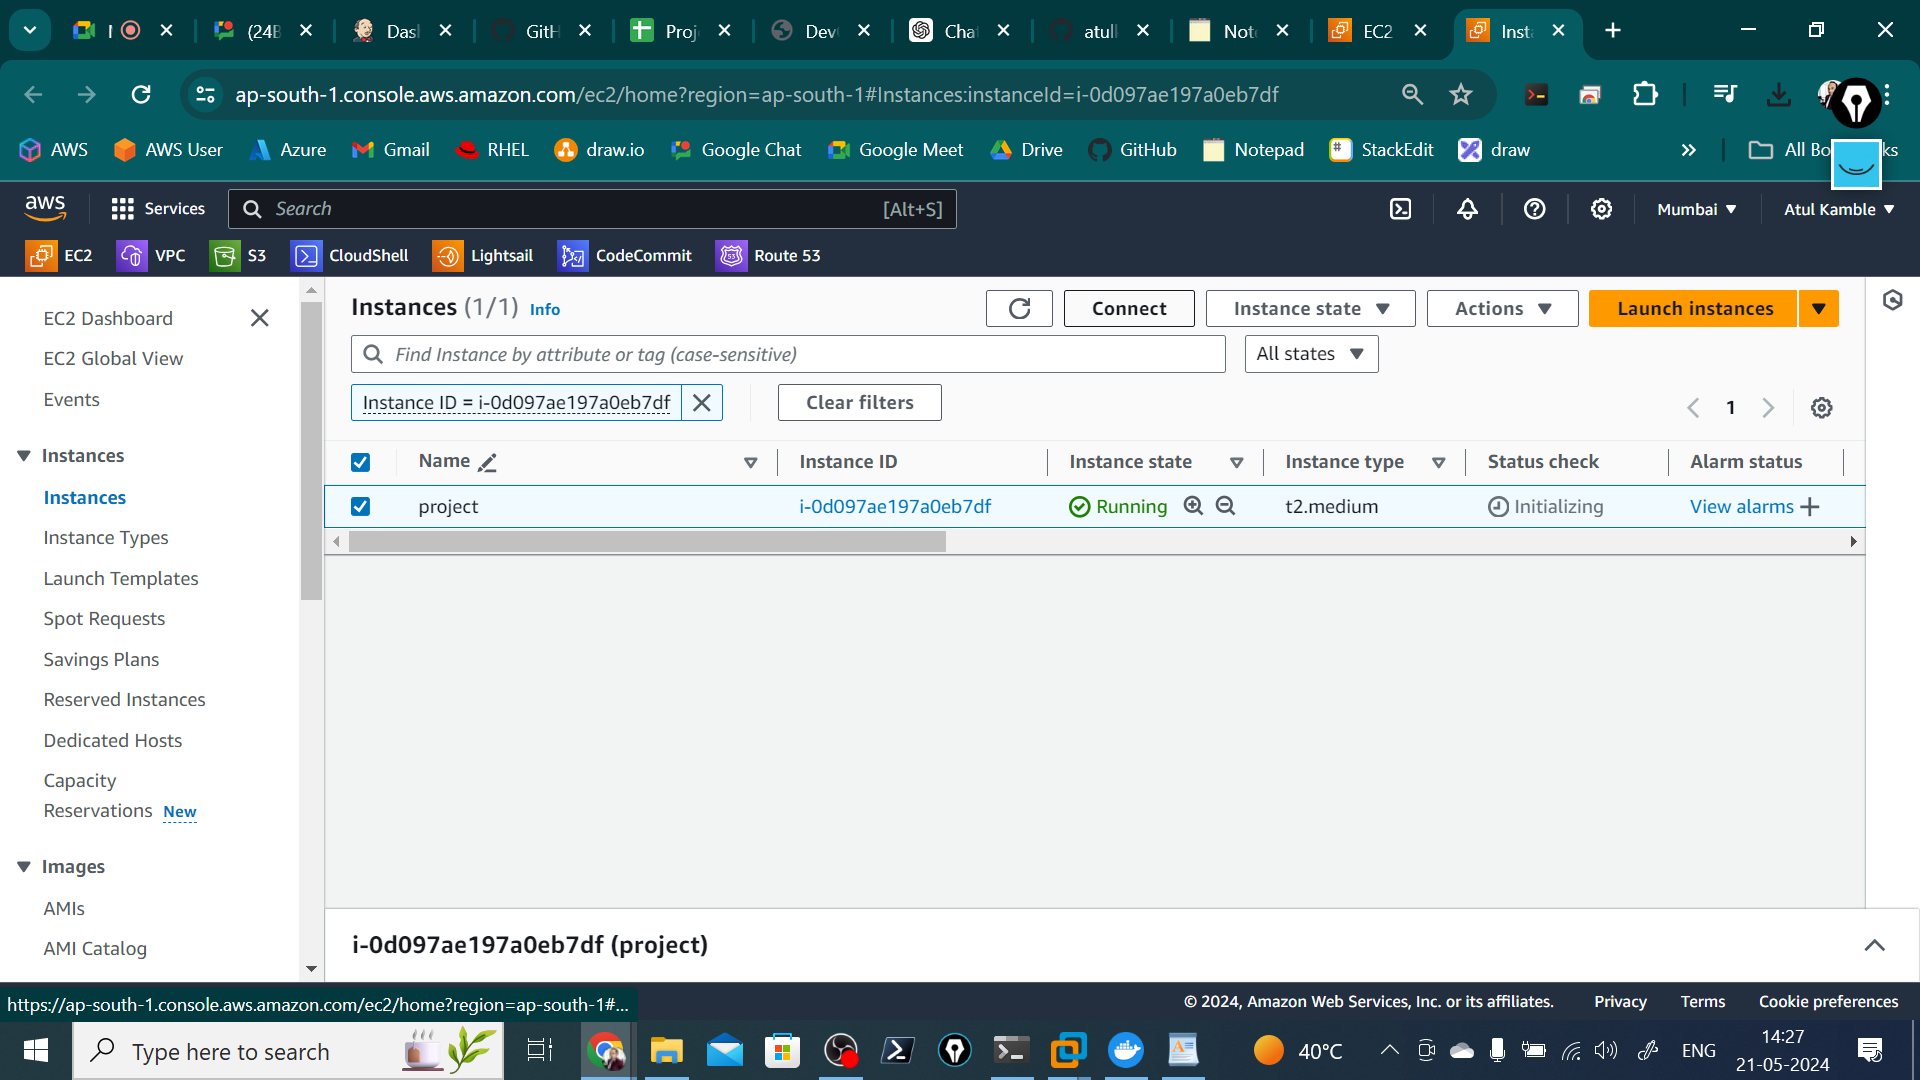 (24B
Dasl
GitH
Proj
Dev
Cha
atull
Not
EC2
Insta
ap-south-1.console.aws.amazon.com/ec2/home?region=ap-south-1#Instances:instanceId=i-0d097ae197a0eb7df
AWS
AWS User
Azure
Gmail
RHEL
draw.io
Google Chat
Google Meet
Drive
GitHub
Notepad
StackEdit
draw
All Bo
ks
aws
Services
Search
[Alt+S]
Mumbai
Atul Kamble
EC2
VPC
S3
CloudShell
Lightsail
CodeCommit
Route 53
EC2 Dashboard
EC2 Global View
Events
Instances
Instances
Instance Types
Launch Templates
Spot Requests
Savings Plans
Reserved Instances
Dedicated Hosts
Capacity
Reservations New
Images
AMIs
AMI Catalog
Instances (1/1) Info
Connect
Instance state
Actions
Launch instances
Find Instance by attribute or tag (case-sensitive)
All states
Instance ID = i-0d097ae197a0eb7df
Clear filters
1
Name
Instance ID
Instance state
Instance type
Status check
Alarm status
project
i-0d097ae197a0eb7df
Running
t2.medium
Initializing
View alarms
i-0d097ae197a0eb7df (project)
https://ap-south-1.console.aws.amazon.com/ec2/home?region=ap-south-1#...
© 2024, Amazon Web Services, Inc. or its affiliates.
Privacy
Terms
Cookie preferences
Type here to search
40°C
ENG
14:27
21-05-2024